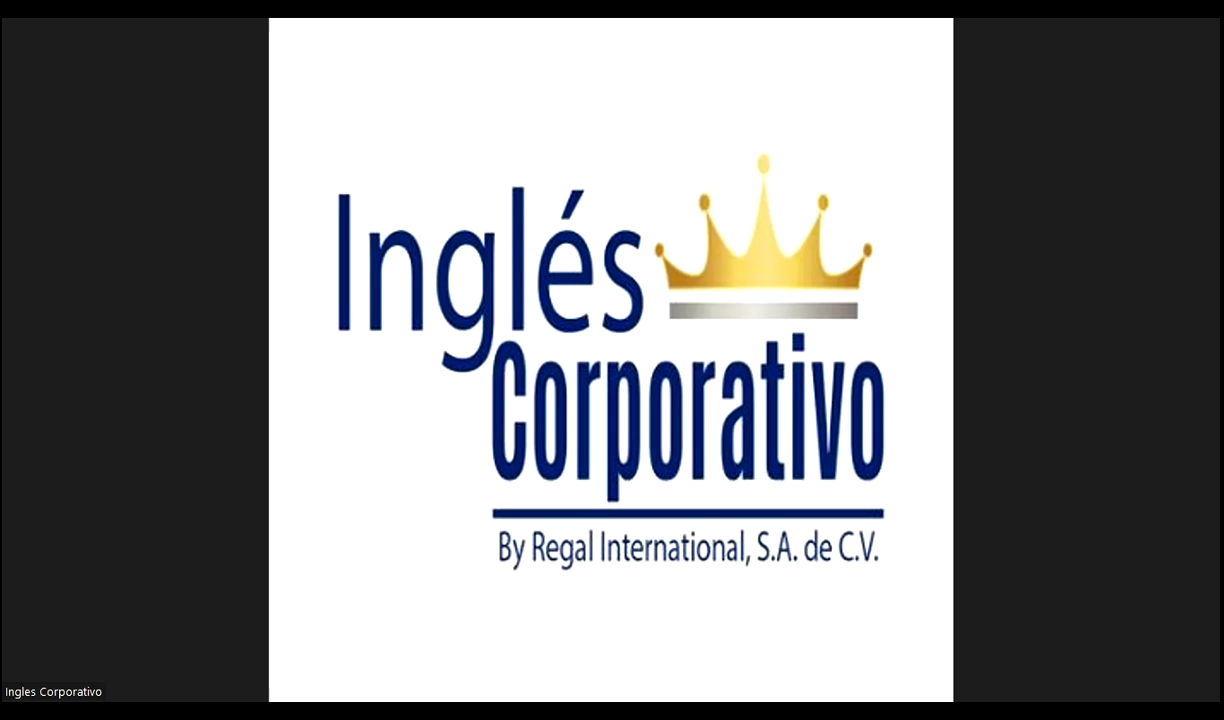 Inglés
Corporativo
By Regal International, S.A. de C.V.
Ingles Corporativo